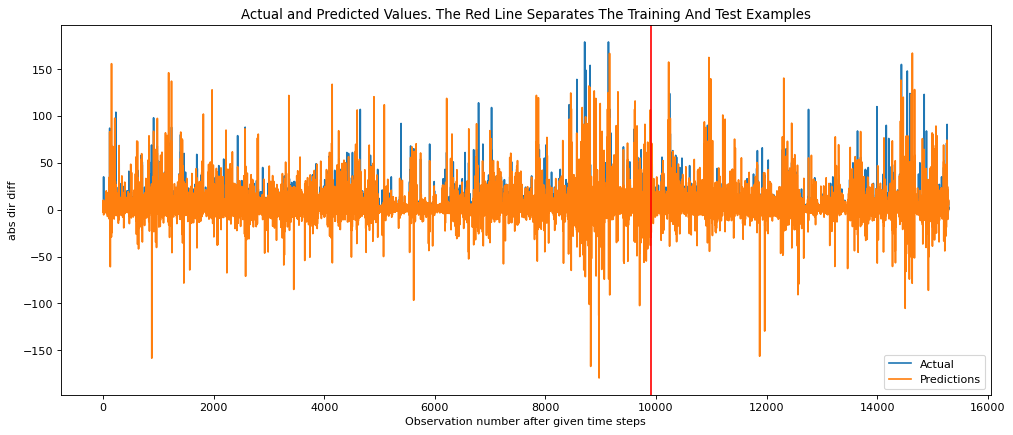 Actual and Predicted Values. The Red Line Separates The Training And Test Examples
150
100
50
0
−50
−100
−150
abs dir diff
0 2000 4000 6000 8000 10000 12000 14000 16000
Observation number after given time steps
Actual
Predictions